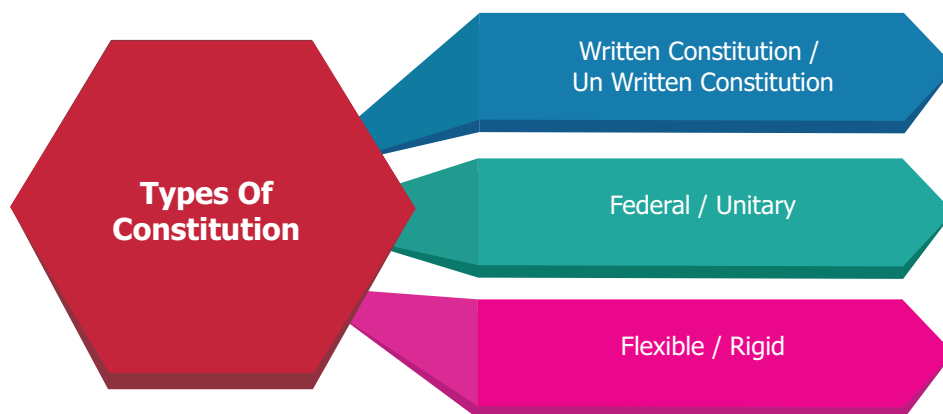 Types Of
Constitution
Written Constitution /
Un Written Constitution
Federal / Unitary
Flexible / Rigid